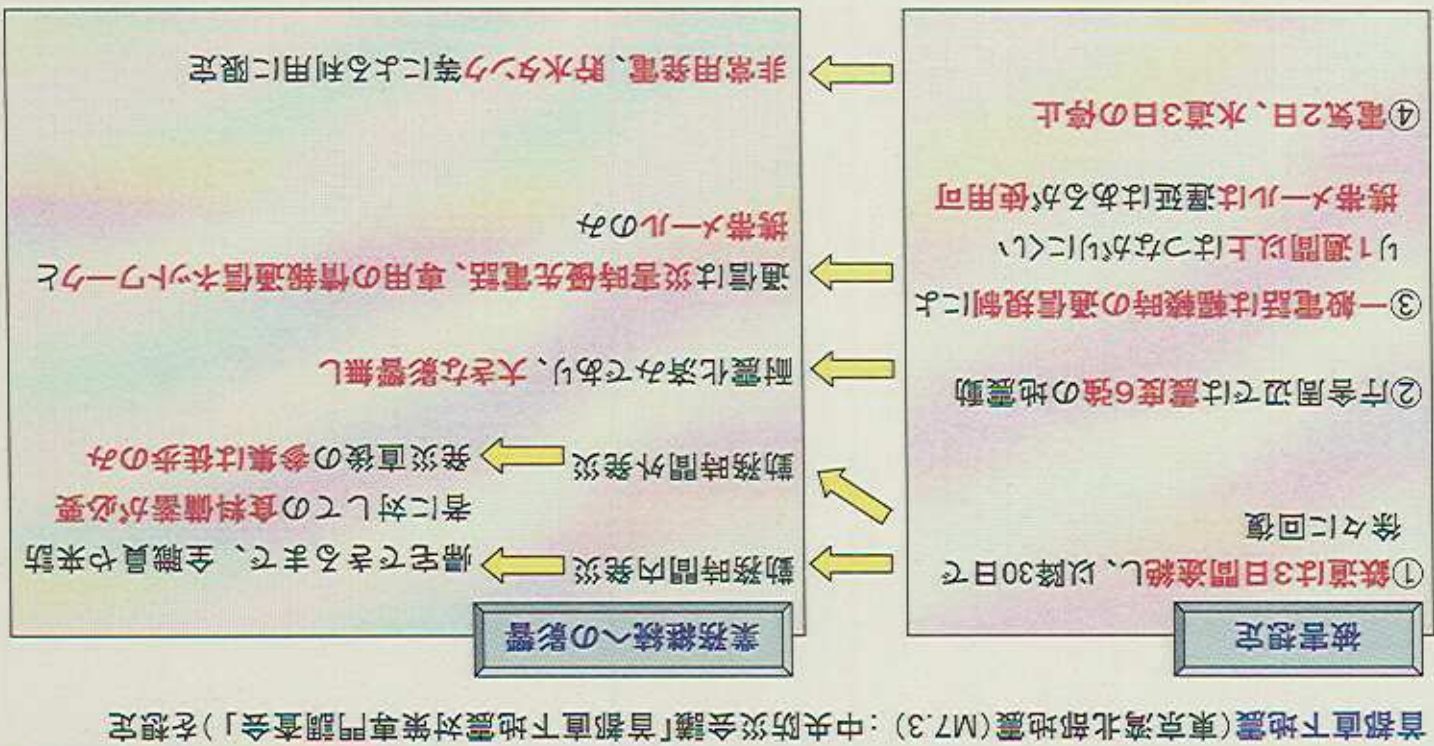 首都直下地震(東京湾北部地震(M7.3):中央防災会議「首都直下地震対策専門調査会」)を想定
被害想定
①鉄道は3日間途絶し、以降30日で
徐々に回復
②庁舎周辺では震度6強の地震動
③一般電話は輻輳時の通信規制によ
り1週間以上はつながりにくい
携帯メールは遅延はあるが使用可
④電気2日、水道3日の停止
業務継続への影響
勤務時間内発災
帰宅できるまで、全職員や来訪
者に対しての食料備蓄が必要
勤務時間外発災
発災直後の参集は徒歩のみ
耐震化済みであり、大きな影響無し
通信は災害時優先電話、専用の情報通信ネットワークと
携帯メールのみ
非常用発電、貯水タンク等による利用に限定